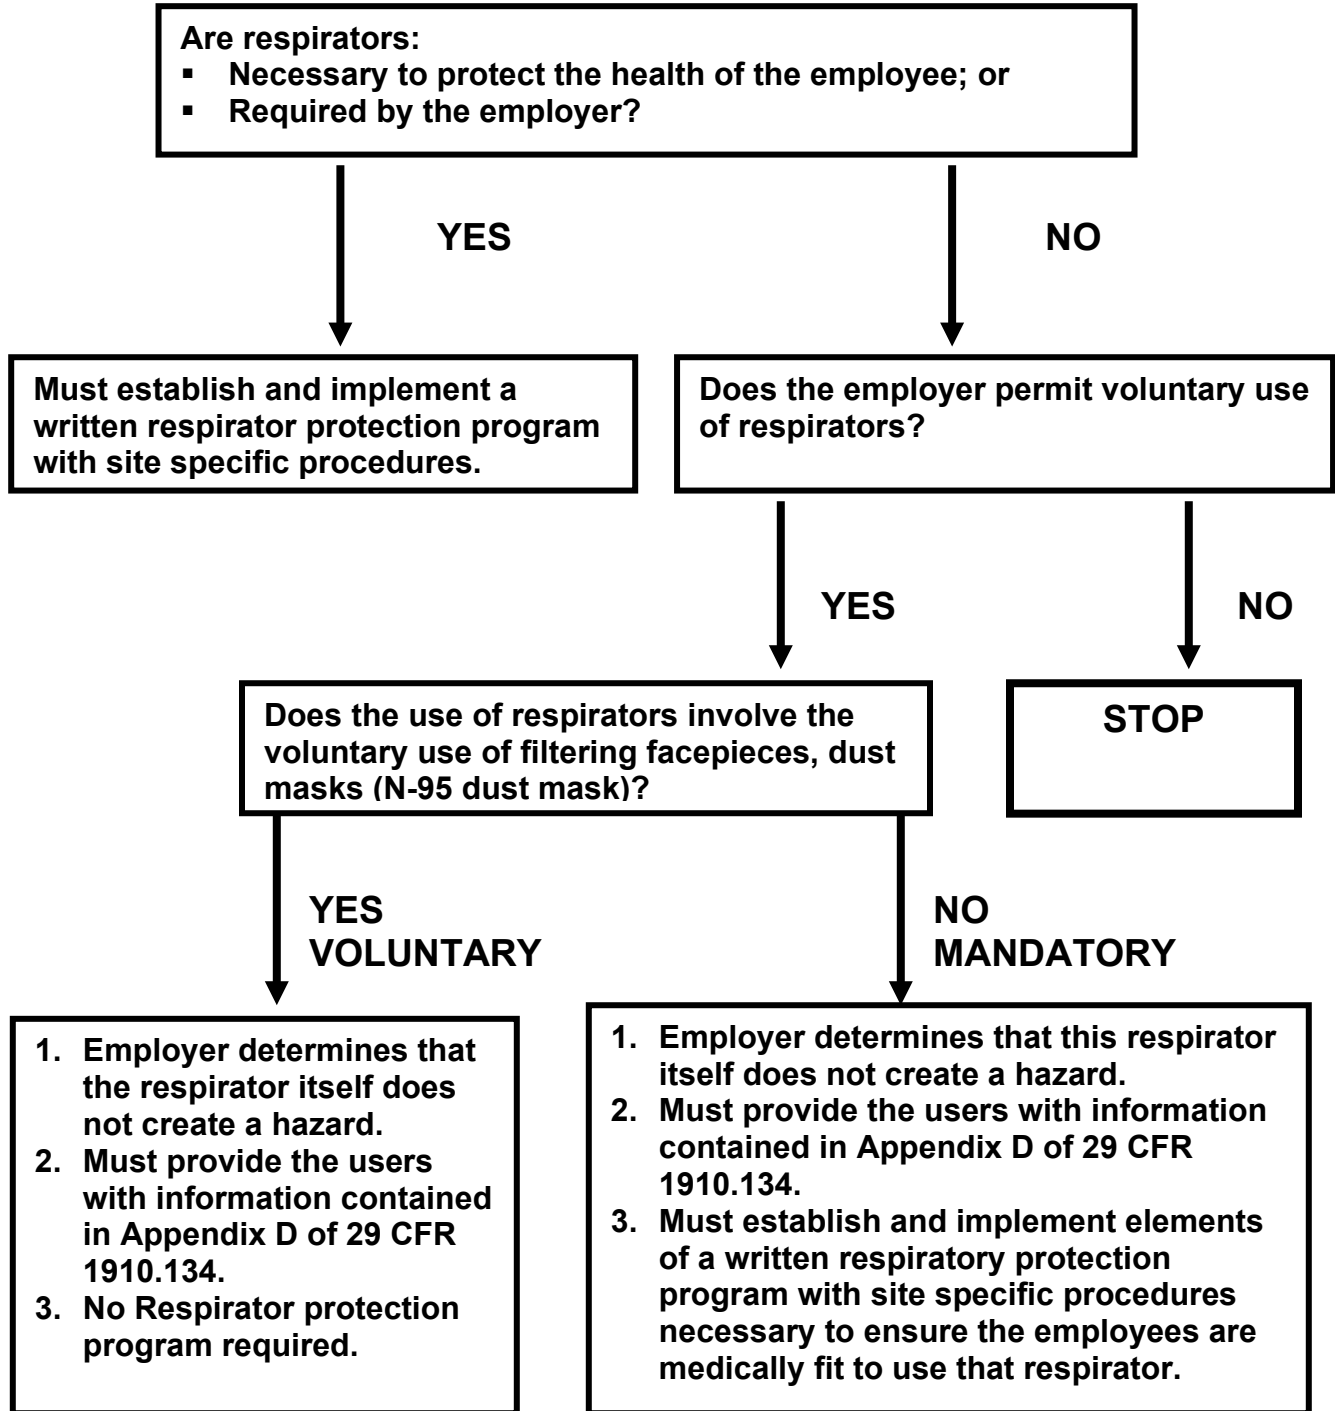 Are respirators:
▪ Necessary to protect the health of the employee; or
▪ Required by the employer?
YES
NO
Must establish and implement a
written respirator protection program
with site specific procedures.
Does the employer permit voluntary use
of respirators?
YES
NO
Does the use of respirators involve the
voluntary use of filtering facepieces, dust
masks (N-95 dust mask)?
STOP
YES
VOLUNTARY
NO
MANDATORY
1. Employer determines that
the respirator itself does
not create a hazard.
2. Must provide the users
with information contained
in Appendix D of 29 CFR
1910.134.
3. No Respirator protection
program required.
1. Employer determines that this respirator
itself does not create a hazard.
2. Must provide the users with information
contained in Appendix D of 29 CFR
1910.134.
3. Must establish and implement elements
of a written respiratory protection
program with site specific procedures
necessary to ensure the employees are
medically fit to use that respirator.